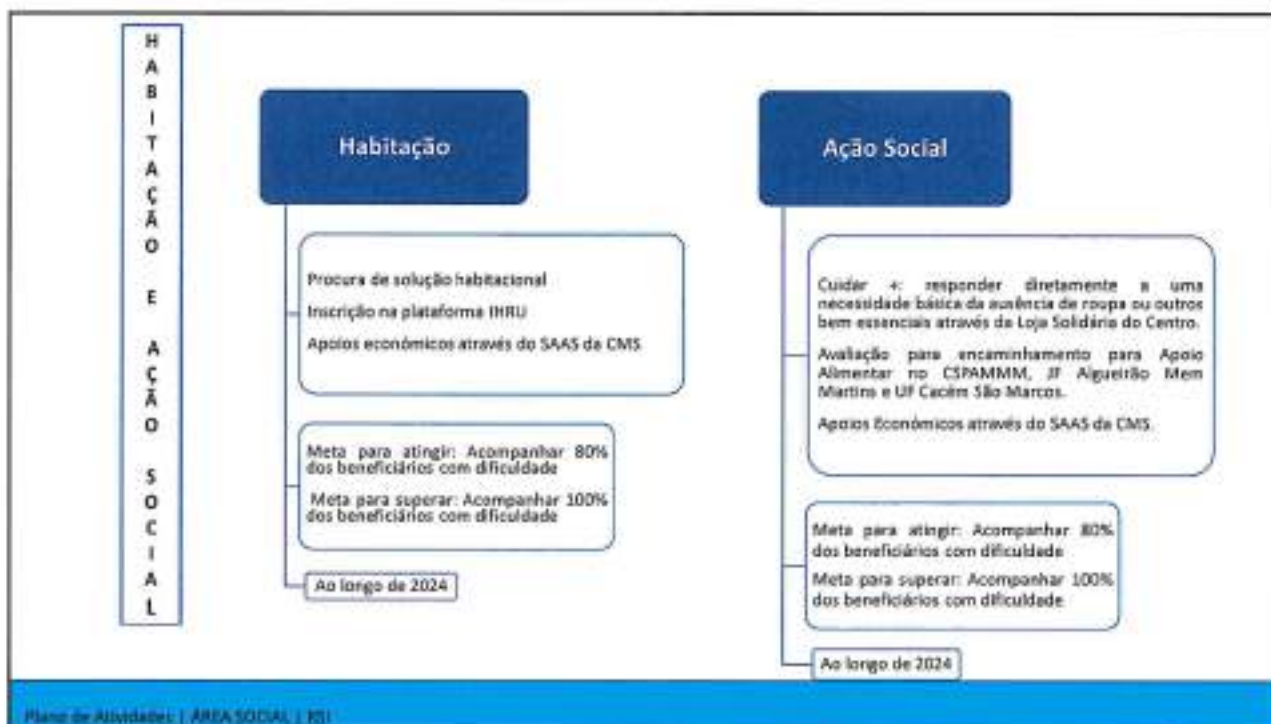 HABITAÇÃO E AÇÃO SOCIAL
Habitação
Procura de solução habitacional
Inscrição na plataforma IHRU
Apoios económicos através do SAAS da CMS
Meta para atingir: Acompanhar 80%
dos beneficiários com dificuldade
Meta para superar: Acompanhar 100%
dos beneficiários com dificuldade
Ao longo de 2024
Ação Social
Cuidar +: responder diretamente a uma
necessidade básica da ausência de roupa ou outros
bem essenciais através da Loja Solidária do Centro.
Avaliação para encaminhamento para Apoio
Alimentar no CSPAMMM, JF Algueirão Mem
Martins e UF Cacém São Marcos.
Apoios Económicos através do SAAS da CMS.
Meta para atingir: Acompanhar 80%
dos beneficiários com dificuldade
Meta para superar: Acompanhar 100%
dos beneficiários com dificuldade
Ao longo de 2024
Plano de Atividades | ÁREA SOCIAL | RSI